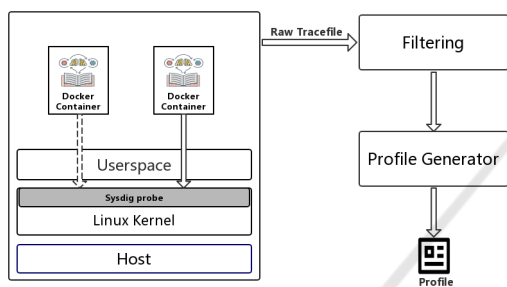 Docker
Container
Docker
Container
Userspace
Sysdig probe
Linux Kernel
Host
Raw Tracefile
Filtering
Profile Generator
Profile